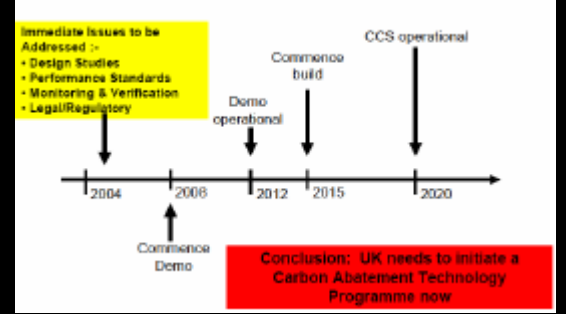 Immediate Issues to be
Addressed :-
• Design Studies
• Performance Standards
• Monitoring & Verification
• Legal/Regulatory
CCS operational
Commence
build
Demo
operational
2004
2008
2012
2015
2020
Commence
Demo
Conclusion: UK needs to initiate a
Carbon Abatement Technology
Programme now